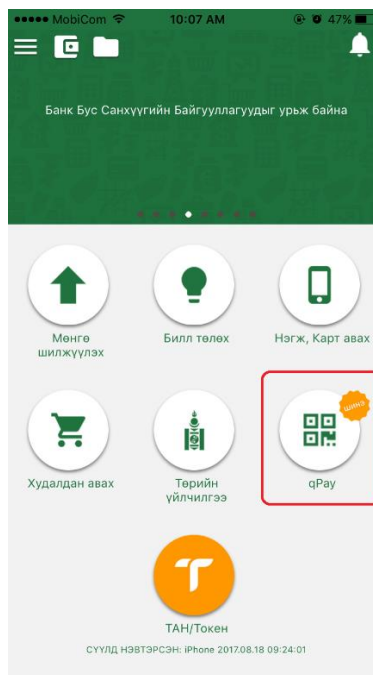 MobiCom 10:07 AM 47%
Банк Бус Санхүүгийн Байгууллагуудыг урьж байна
Мөнгө
шилжүүлэх
Билл төлөх
Нэгж, Карт авах
шинэ
Худалдан авах
Төрийн
үйлчилгээ
qPay
ТАН/Токен
СҮҮЛД НЭВТЭРСЭН: iPhone 2017.08.18 09:24:01